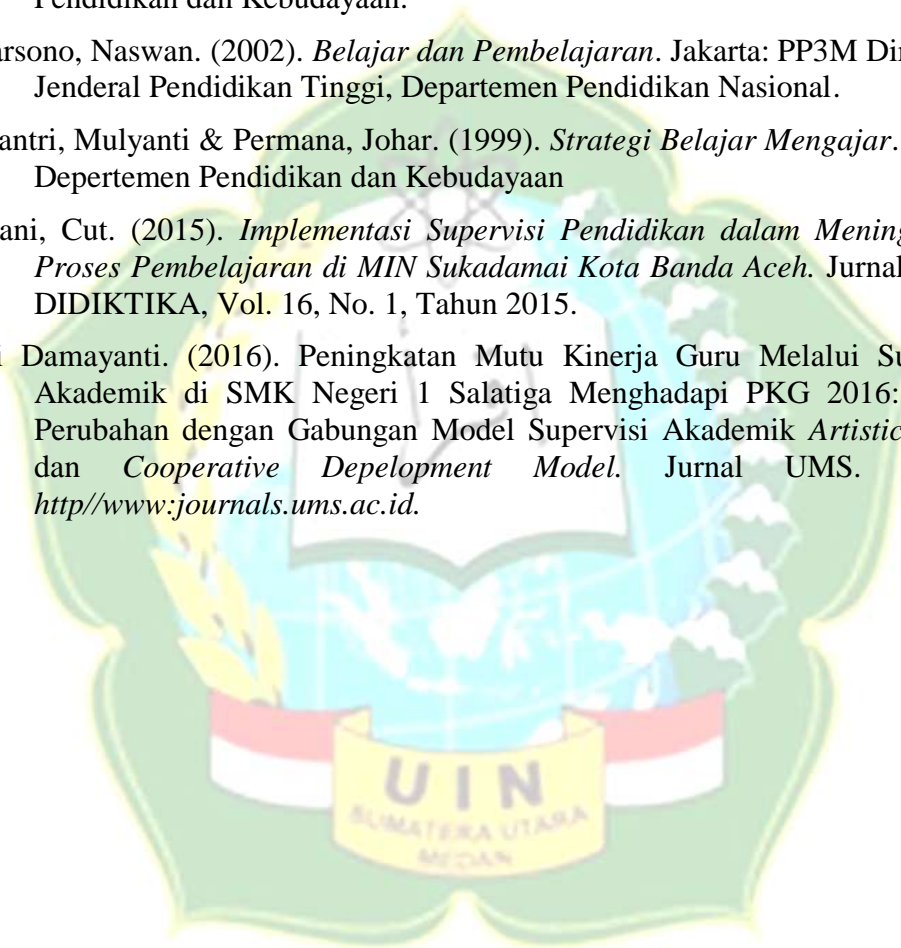 Pendidikan dan Kebudayaan.
arsono, Naswan. (2002). Belajar dan Pembelajaran. Jakarta: PP3M Dir
Jenderal Pendidikan Tinggi, Departemen Pendidikan Nasional.
antri, Mulyanti & Permana, Johar. (1999). Strategi Belajar Mengajar.
Depertemen Pendidikan dan Kebudayaan
ani, Cut. (2015). Implementasi Supervisi Pendidikan dalam Mening
Proses Pembelajaran di MIN Sukadamai Kota Banda Aceh. Jurnal
DIDIKTIKA, Vol. 16, No. 1, Tahun 2015.
i Damayanti. (2016). Peningkatan Mutu Kinerja Guru Melalui Su
Akademik di SMK Negeri 1 Salatiga Menghadapi PKG 2016:
Perubahan dengan Gabungan Model Supervisi Akademik Artistic
dan Cooperative Depelopment Model. Jurnal UMS.
http//www:journals.ums.ac.id.
UIN
SUMATERA UTARA
MEDAN